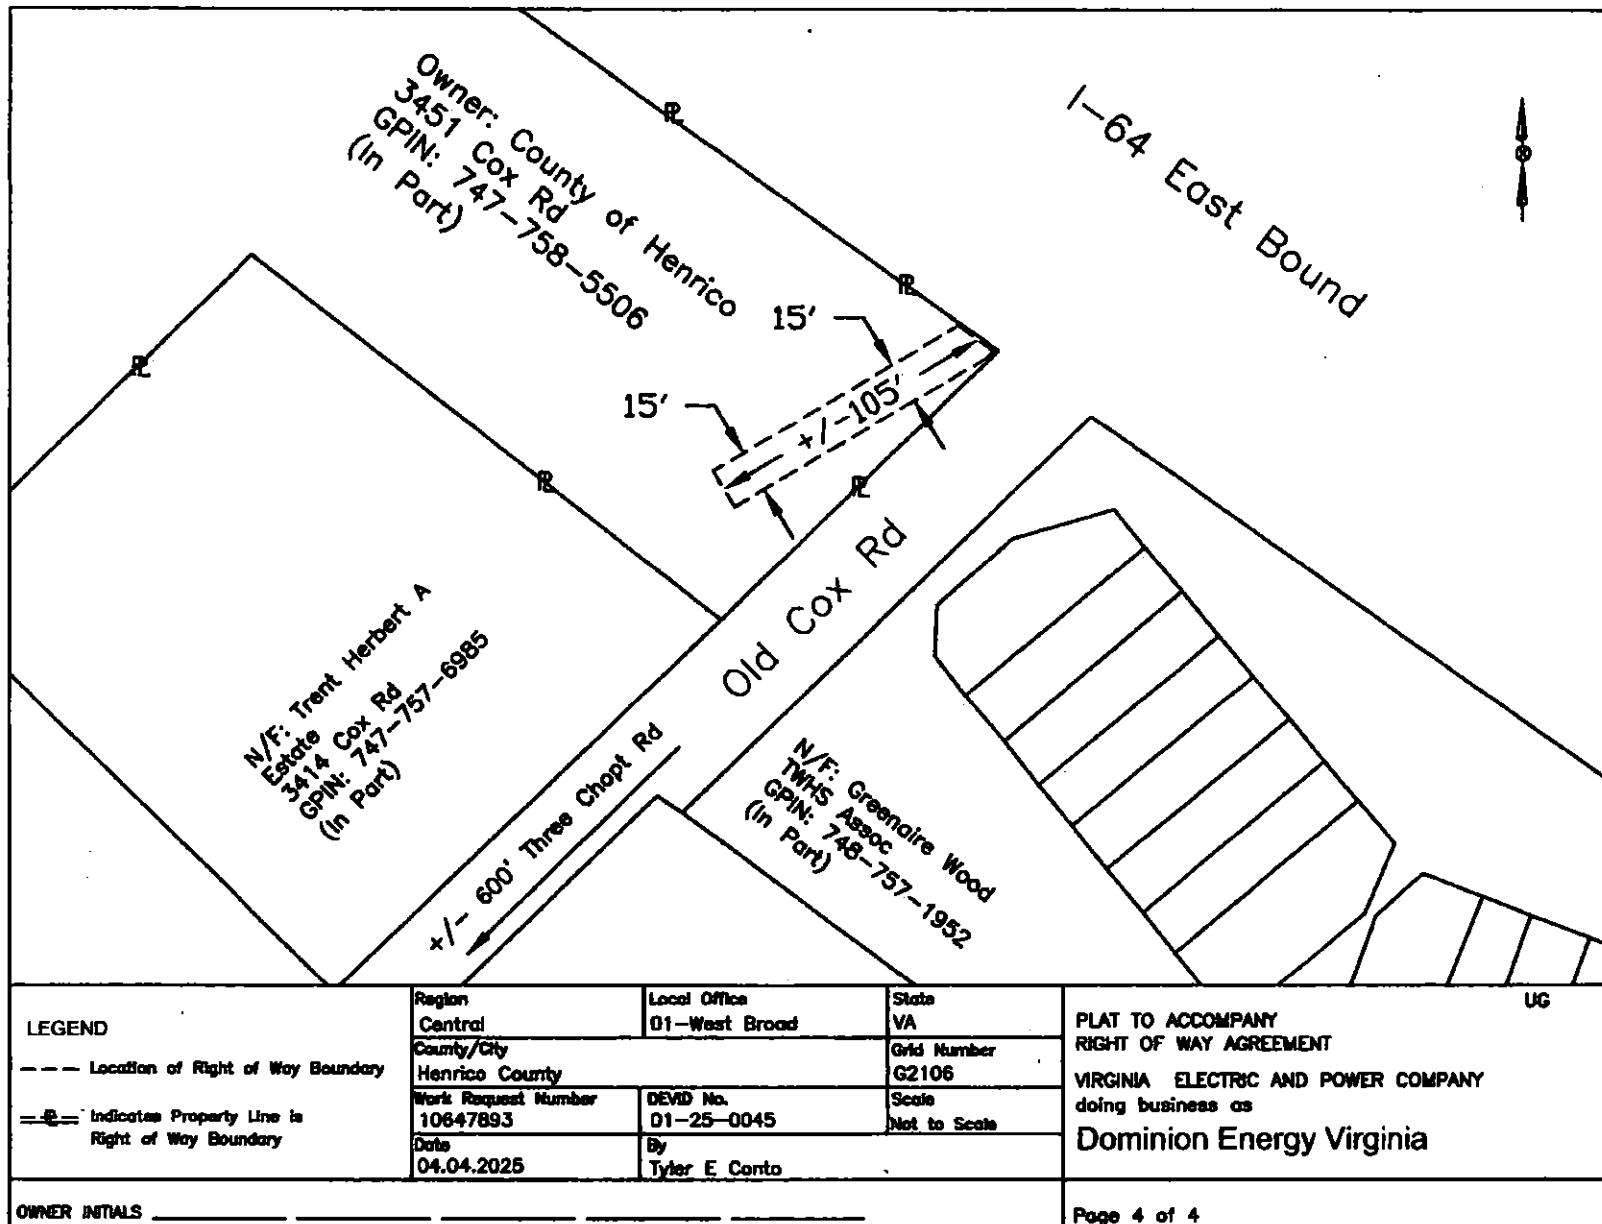 Owner: County of Henrico
3451 Cox Rd
GPIN: 747-758-5506
(In Part)
I-64 East Bound
PL
PL
PL
PL
PL
15'
15'
+/-105'
Old Cox Rd
+/- 600' Three Chopt Rd
N/F: Trent Herbert A
Estate
3414 Cox Rd
GPIN: 747-757-6985
(In Part)
N/F: Greenaire Wood
TWHS Assoc
GPIN: 748-757-1952
(In Part)
LEGEND
Location of Right of Way Boundary
PL Indicates Property Line is
Right of Way Boundary
Region
Central
Local Office
01-West Broad
State
VA
County/City
Henrico County
Grid Number
G2106
Work Request Number
10647893
DEVID No.
01-25-0045
Scale
Not to Scale
Date
04.04.2025
By
Tyler E Conto
UG
PLAT TO ACCOMPANY
RIGHT OF WAY AGREEMENT
VIRGINIA ELECTRIC AND POWER COMPANY
doing business as
Dominion Energy Virginia
OWNER INITIALS
Page 4 of 4